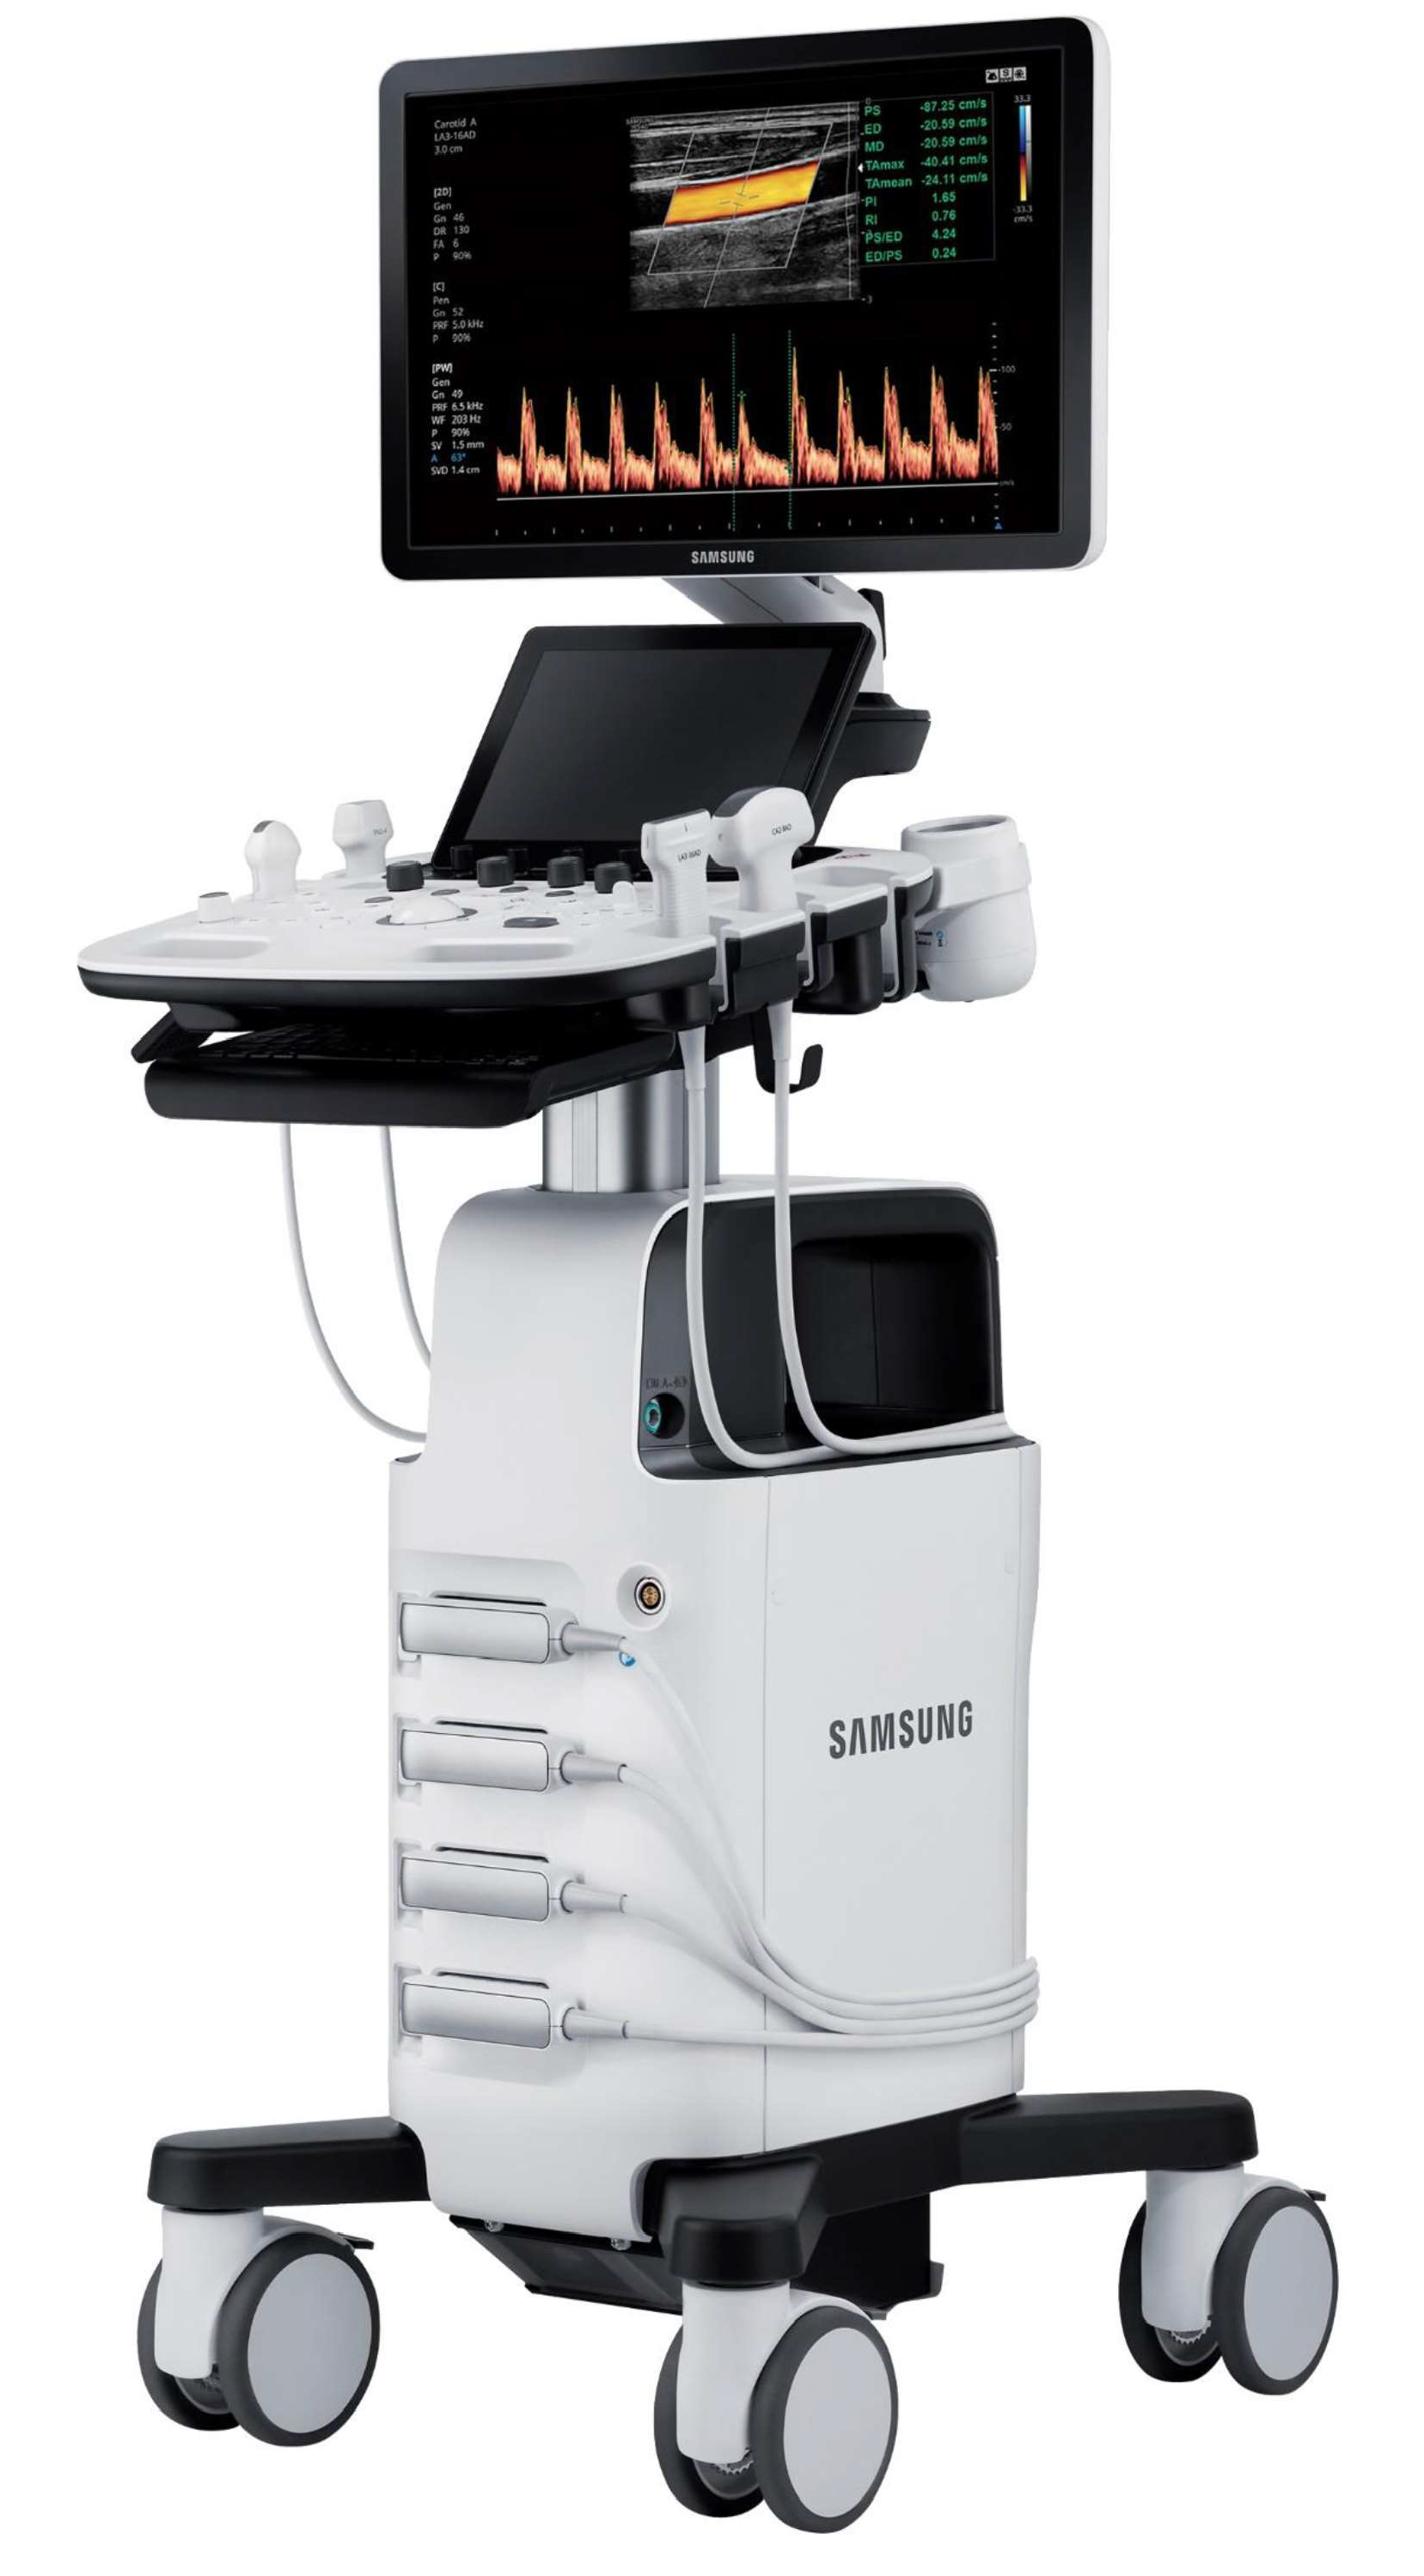 Carotid A
LA3-16AD
3.0 cm
[2D]
Gen
Gn 46
DR 130
FA 6
P 90%
[C]
Pen
Gn 52
PRF 5.0 kHz
P 90%
[PW]
Gen
Gn 49
PRF 6.5 kHz
WF 203 Hz
P 90%
SV 1.5 mm
A 63°
SVD 1.4 cm
PS -87.25 cm/s
ED -20.59 cm/s
MD -20.59 cm/s
TAmax -40.41 cm/s
TAmean -24.11 cm/s
PI 1.65
RI 0.76
PS/ED 4.24
ED/PS 0.24
33.3
-33.3
cm/s
-3
-100
-50
cm/s
SAMSUNG
LA3-16AD
SAMSUNG